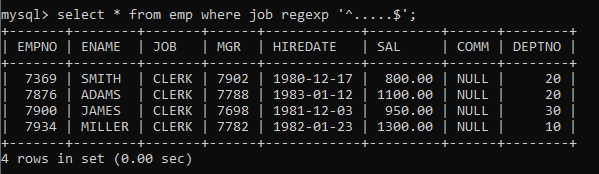 mysql> select * from emp where job regexp '^.....$';
+-------+--------+-------+------+------------+---------+------+--------+
| EMPNO | ENAME  | JOB   | MGR  | HIREDATE   | SAL     | COMM | DEPTNO |
+-------+--------+-------+------+------------+---------+------+--------+
|  7369 | SMITH  | CLERK | 7902 | 1980-12-17 |  800.00 | NULL |     20 |
|  7876 | ADAMS  | CLERK | 7788 | 1983-01-12 | 1100.00 | NULL |     20 |
|  7900 | JAMES  | CLERK | 7698 | 1981-12-03 |  950.00 | NULL |     30 |
|  7934 | MILLER | CLERK | 7782 | 1982-01-23 | 1300.00 | NULL |     10 |
+-------+--------+-------+------+------------+---------+------+--------+
4 rows in set (0.00 sec)